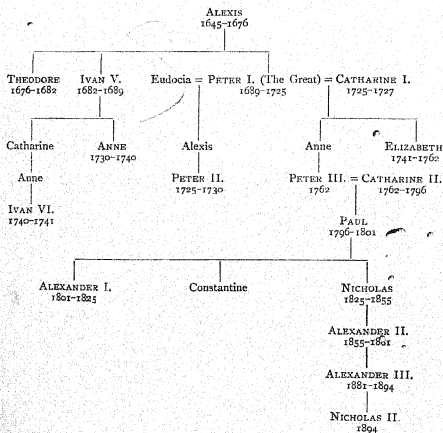 ALEXIS
1645-1676
THEODORE IVAN V. Eudocia = PETER I. (The Great) = CATHARINE I.
1676-1682 1682-1689 1689-1725 1725-1727
Catharine ANNE Alexis Anne ELIZABETH
1730-1740 1741-1762
Anne PETER II. PETER III. = CATHARINE II.
1725-1730 1762 1762-1796
IVAN VI.
1740-1741
PAUL
1796-1801
ALEXANDER I. Constantine NICHOLAS
1801-1825 1825-1855
ALEXANDER II.
1855-1881
ALEXANDER III.
1881-1894
NICHOLAS II.
1894